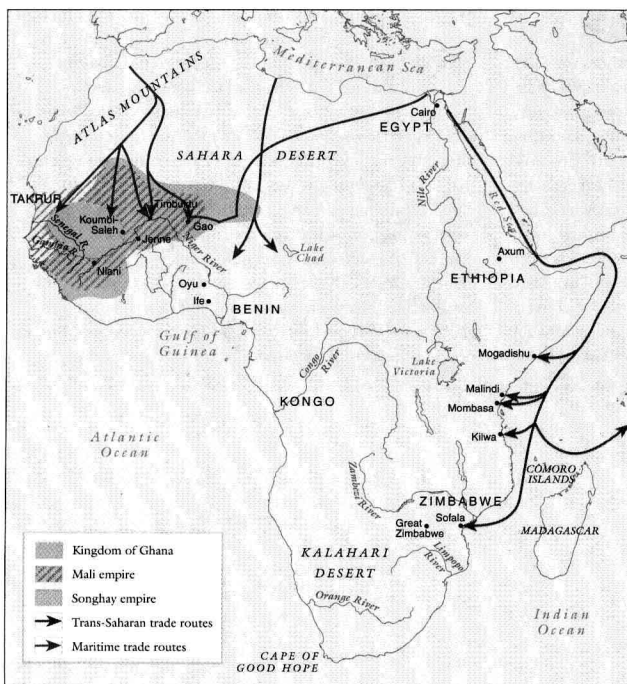 Mediterranean Sea
ATLAS MOUNTAINS
Cairo
EGYPT
SAHARA
DESERT
Nile River
Red Sea
TAKRUR
Timbuktu
Koumbi-
Saleh
Gao
Senegal R.
Jenne
Niani
Niger River
Lake
Chad
Axum
ETHIOPIA
Oyu
Ife
BENIN
Gulf of
Guinea
Mogadishu
Congo
River
Lake
Victoria
Malindi
Mombasa
KONGO
Kilwa
Atlantic
Ocean
COMORO
ISLANDS
Zambezi River
ZIMBABWE
Great
Zimbabwe
Sofala
MADAGASCAR
KALAHARI
DESERT
Limpopo
River
Orange River
Indian
Ocean
CAPE OF
GOOD HOPE
Kingdom of Ghana
Mali empire
Songhay empire
Trans-Saharan trade routes
Maritime trade routes